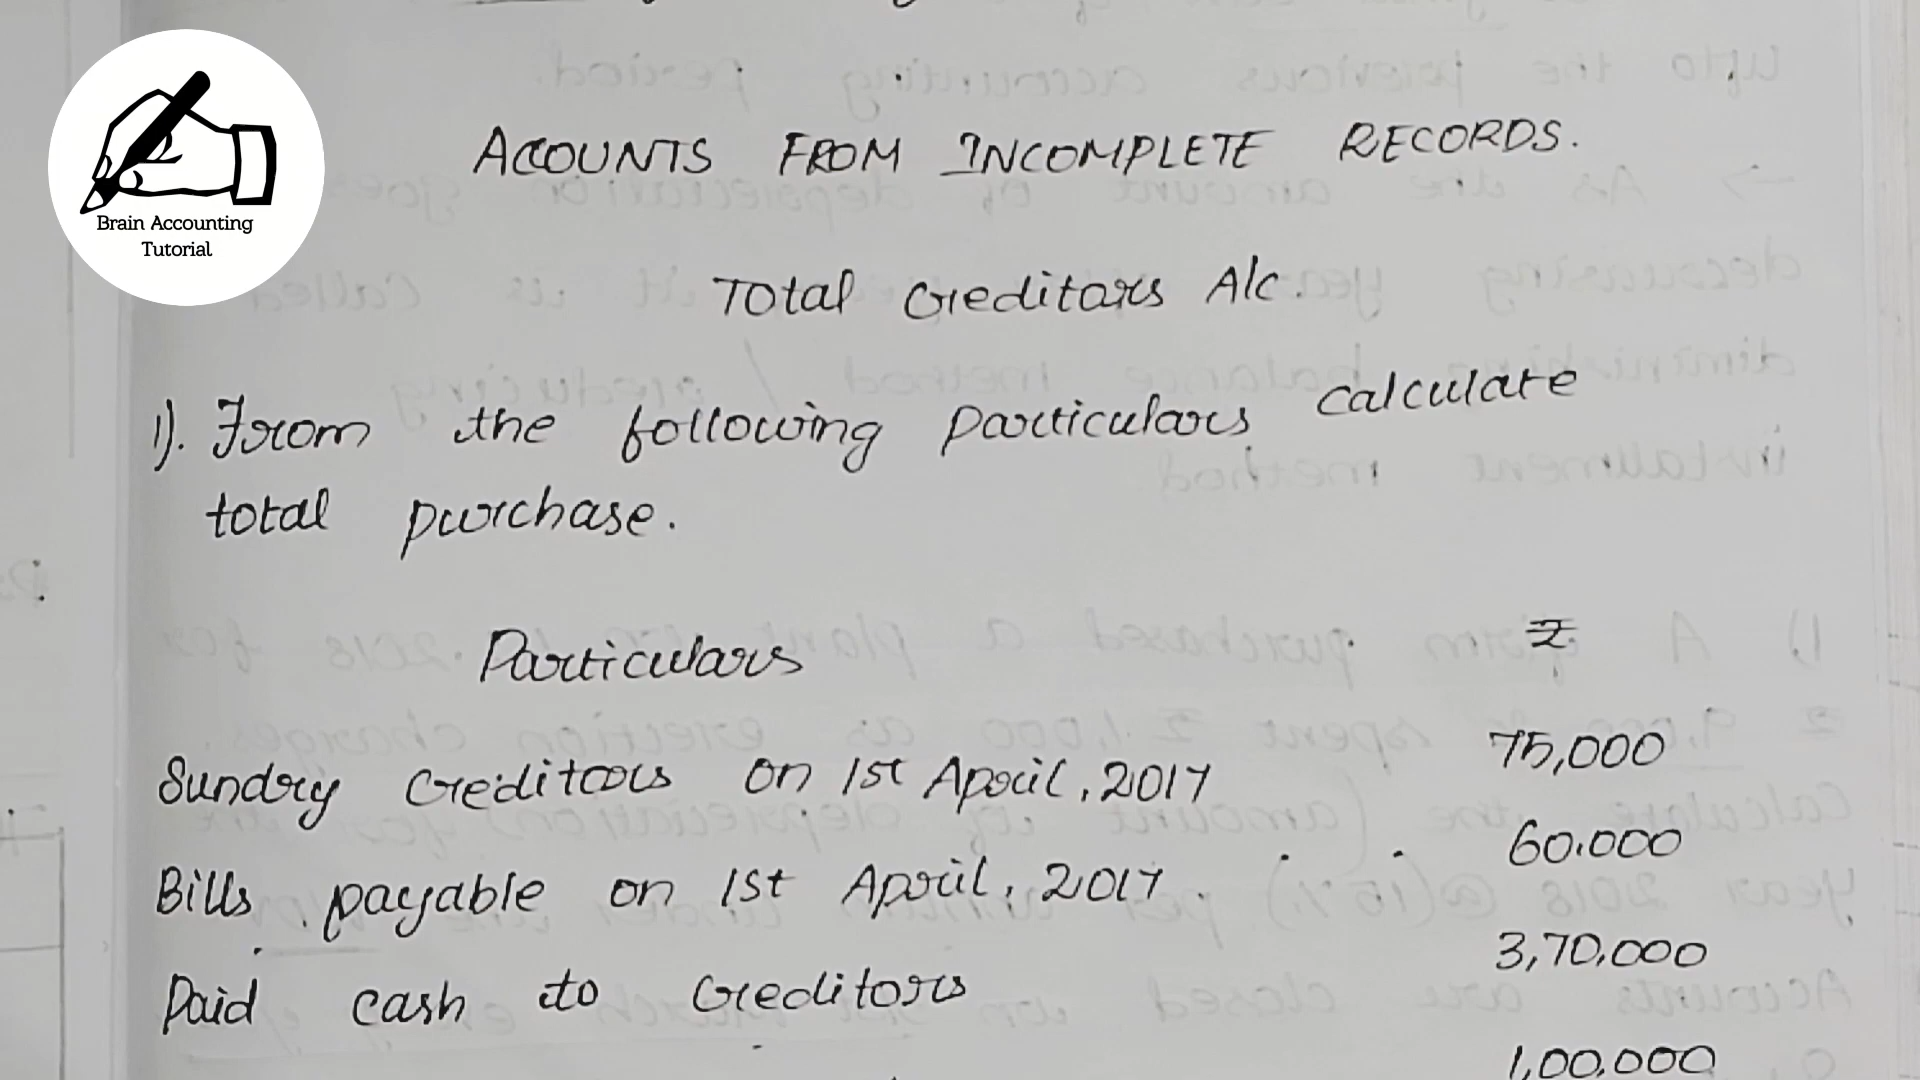 Brain Accounting
Tutorial
ACCOUNTS FROM INCOMPLETE RECORDS.
Total Creditors A/c.
1). From the following particulars calculate
total purchase.
Particulars ₹
Sundry Creditors on 1st April, 2017 75,000
Bills payable on 1st April, 2017. 60.000
Paid cash to Creditors 3,70,000
1,00,000